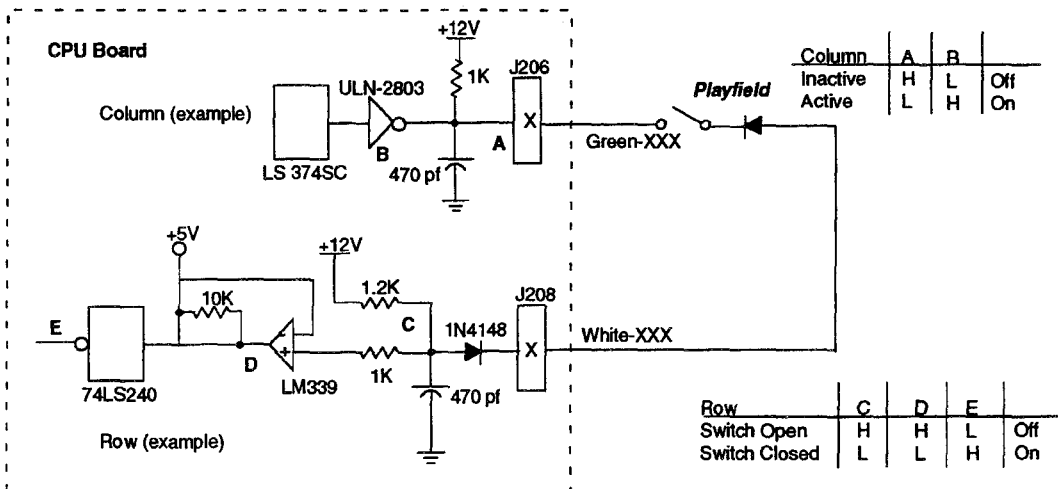 CPU Board
+12V
1K
J206
ULN-2803
Column (example)
X
B
A
LS 374SC
470 pf
Green-XXX
Playfield
Column A B
Inactive H L Off
Active L H On
+5V
+12V
10K
1.2K
J208
E
C
1N4148
-
D
+
X
White-XXX
1K
LM339
74LS240
470 pf
Row (example)
Row C D E
Switch Open H H L Off
Switch Closed L L H On